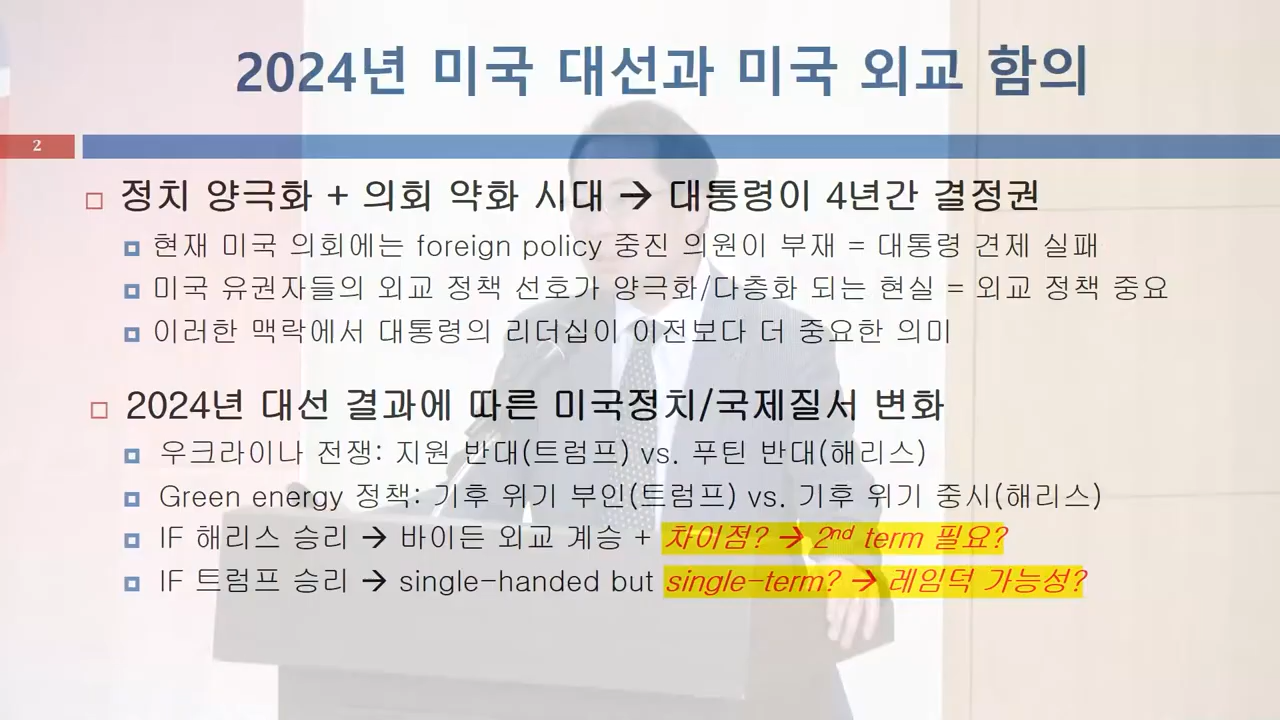 2024년 미국 대선과 미국 외교 함의
2
정치 양극화 + 의회 약화 시대 → 대통령이 4년간 결정권
현재 미국 의회에는 foreign policy 중진 의원이 부재 = 대통령 견제 실패
미국 유권자들의 외교 정책 선호가 양극화/다층화 되는 현실 = 외교 정책 중요
이러한 맥락에서 대통령의 리더십이 이전보다 더 중요한 의미
2024년 대선 결과에 따른 미국정치/국제질서 변화
우크라이나 전쟁: 지원 반대(트럼프) vs. 푸틴 반대(해리스)
Green energy 정책: 기후 위기 부인(트럼프) vs. 기후 위기 중시(해리스)
IF 해리스 승리 → 바이든 외교 계승 + 차이점? → 2nd term 필요?
IF 트럼프 승리 → single-handed but single-term? → 레임덕 가능성?